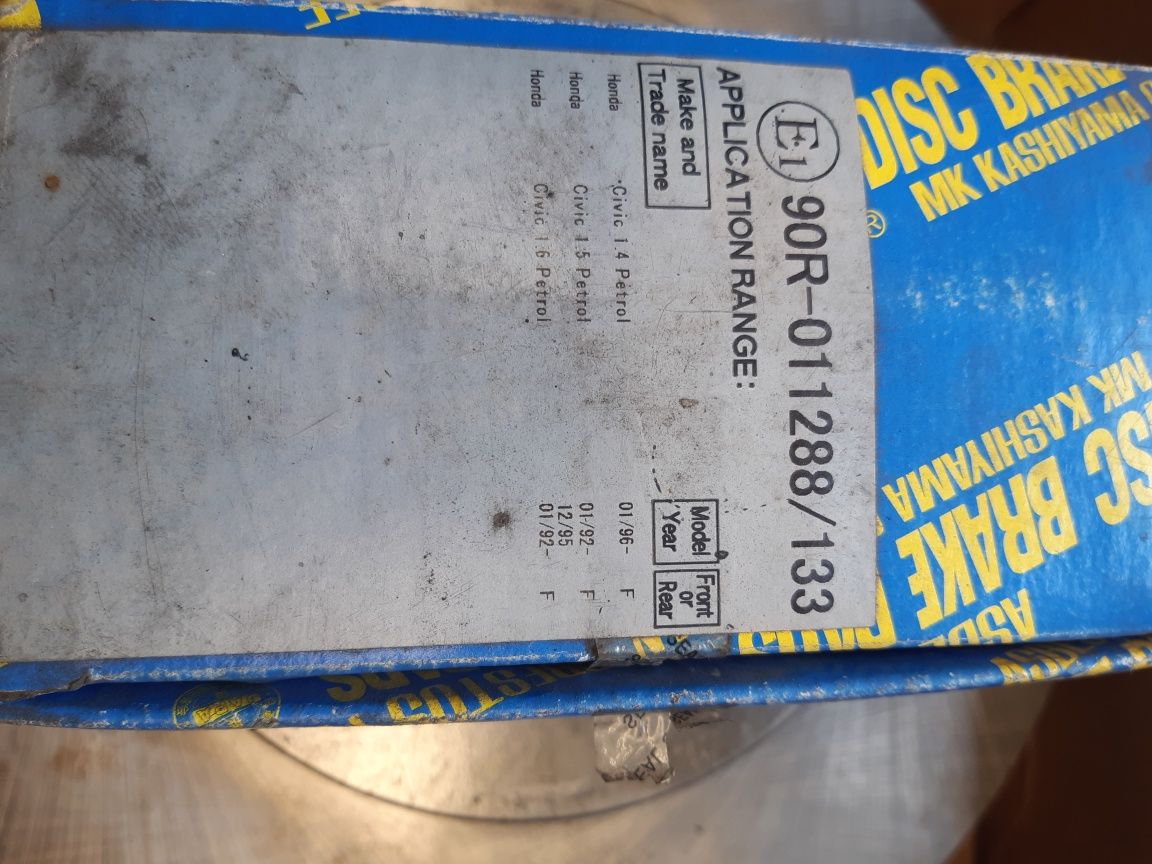 E1 90R-011288/133
APPLICATION RANGE:
Make and
Trade name
Model
Year
Front
or
Rear
Honda Civic 1.4 Petrol 01/96- F
Honda Civic 1.5 Petrol 01/92- F
12/95
Honda Civic 1.6 Petrol 01/92- F
DISC BRAKE
MK KASHIYAMA
®
MK KASHIYAMA
DISC BRAKE